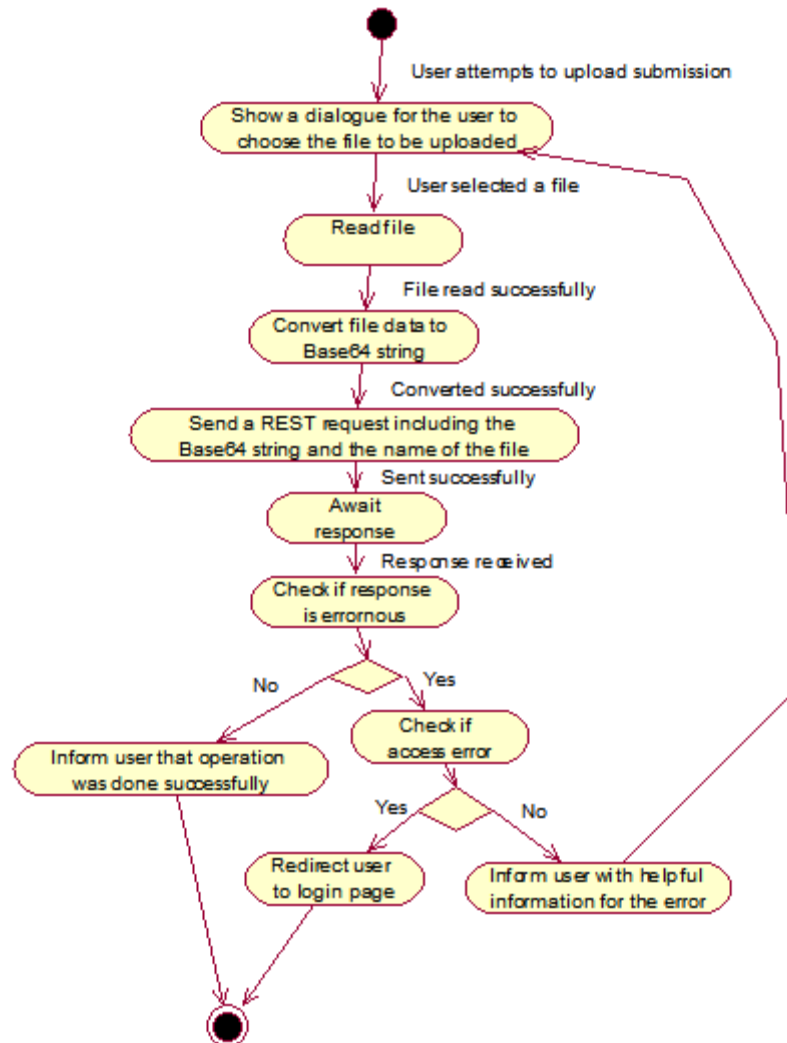 User attempts to upload submission
Show a dialogue for the user to
choose the file to be uploaded
User selected a file
Read file
File read successfully
Convert file data to
Base64 string
Converted successfully
Send a REST request including the
Base64 string and the name of the file
Sent successfully
Await
response
Response received
Check if response
is errornous
No
Yes
Inform user that operation
was done successfully
Check if
access error
Yes
No
Redirect user
to login page
Inform user with helpful
information for the error